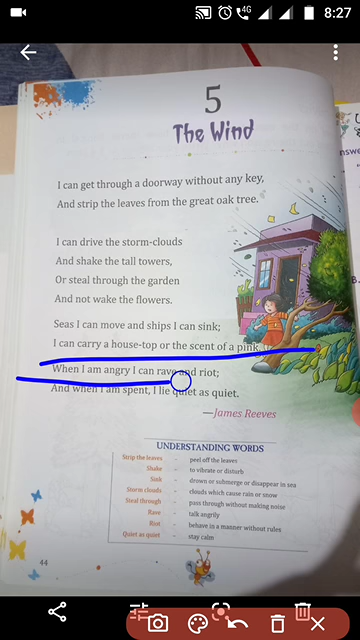 8:27
4G
5
The Wind
I can get through a doorway without any key,
And strip the leaves from the great oak tree.
I can drive the storm-clouds
And shake the tall towers,
Or steal through the garden
And not wake the flowers.
Seas I can move and ships I can sink;
I can carry a house-top or the scent of a pink.
When I am angry I can rave and riot;
And when I am spent, I lie quiet as quiet.
—James Reeves
UNDERSTANDING WORDS
Strip the leaves - peel off the leaves
Shake - to vibrate or disturb
Sink - drown or submerge or disappear in sea
Storm clouds - clouds which cause rain or snow
Steal through - pass through without making noise
Rave - talk angrily
Riot - behave in a manner without rules
Quiet as quiet - stay calm
44
B.